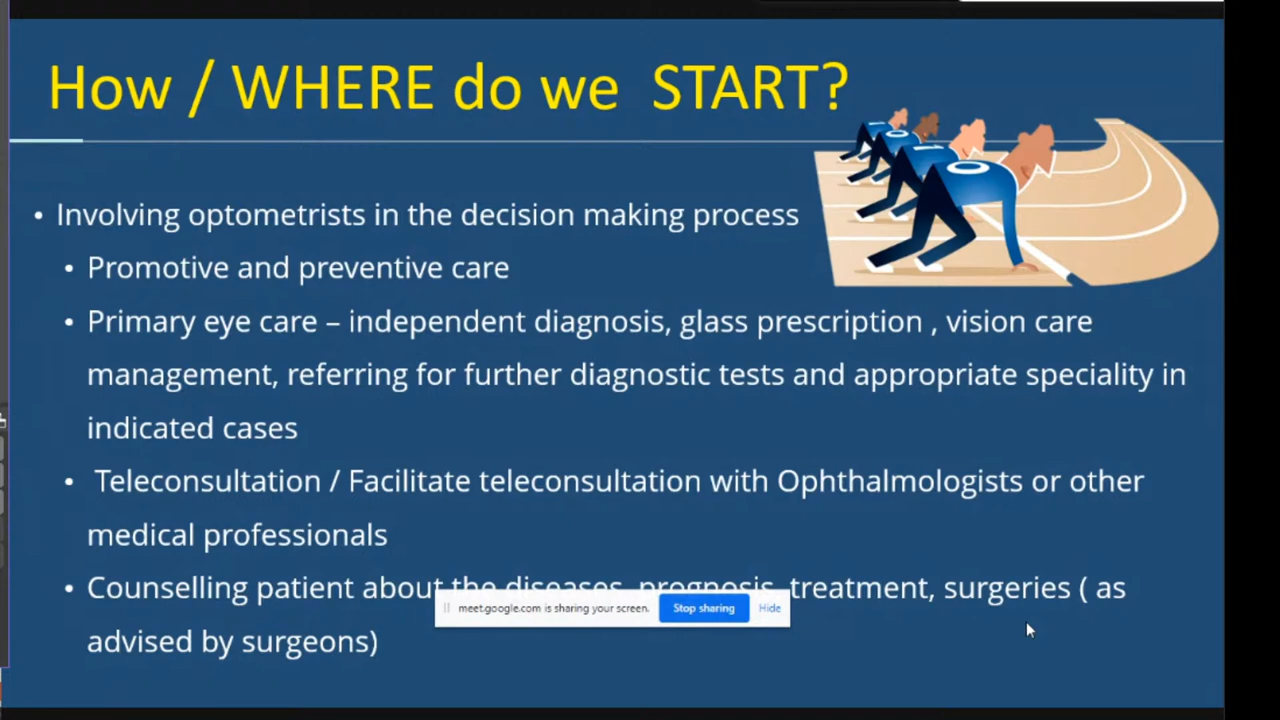 How / WHERE do we START?
• Involving optometrists in the decision making process
• Promotive and preventive care
• Primary eye care – independent diagnosis, glass prescription , vision care
management, referring for further diagnostic tests and appropriate speciality in
indicated cases
• Teleconsultation / Facilitate teleconsultation with Ophthalmologists or other
medical professionals
• Counselling patient about the diseases, prognosis, treatment, surgeries ( as
meet.google.com is sharing your screen. Stop sharing Hide
advised by surgeons)